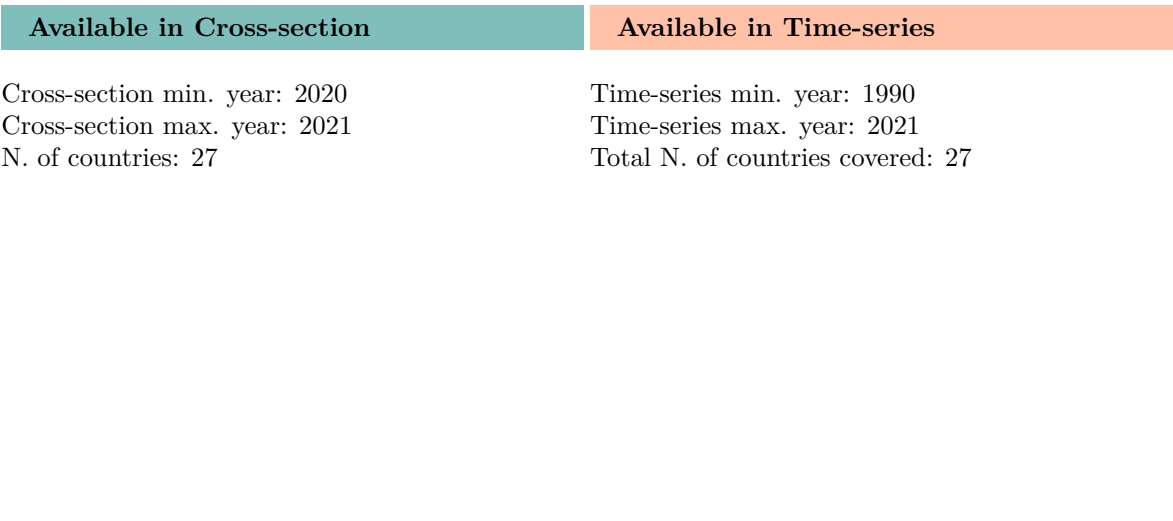 Available in Cross-section
Cross-section min. year: 2020
Cross-section max. year: 2021
N. of countries: 27
Available in Time-series
Time-series min. year: 1990
Time-series max. year: 2021
Total N. of countries covered: 27